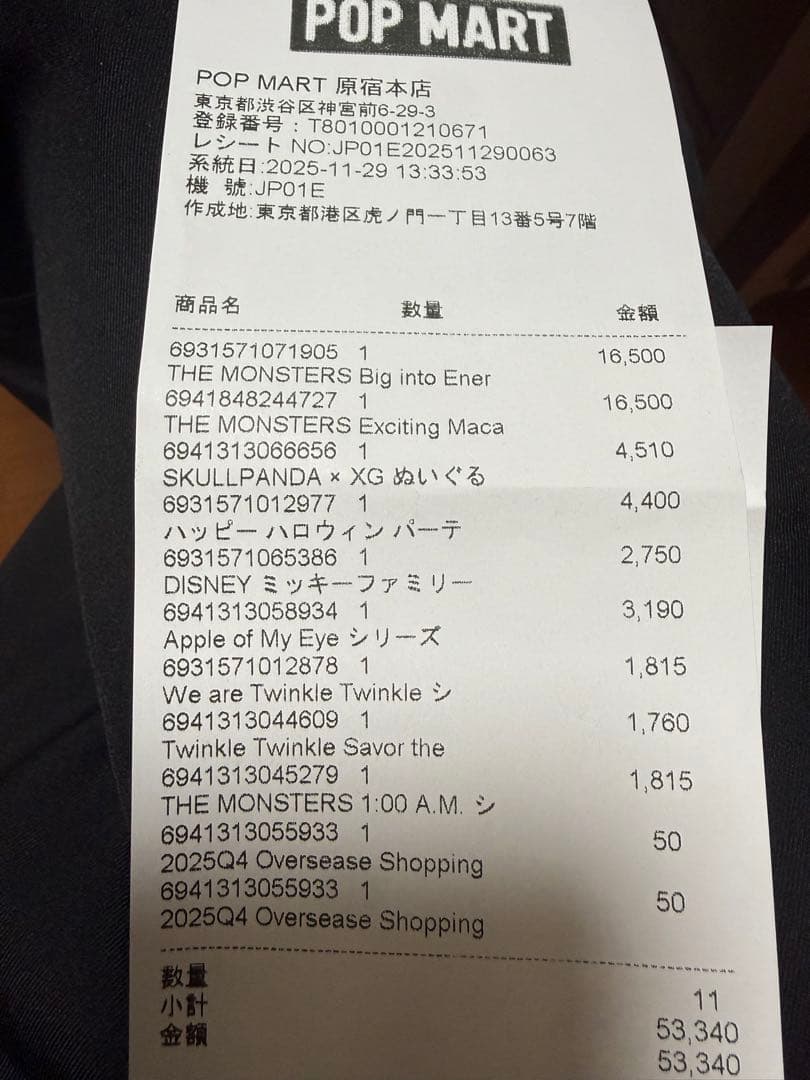 POP MART
POP MART 原宿本店
東京都渋谷区神宮前6-29-3
登録番号：T8010001210671
レシート NO:JP01E202511290063
系統日:2025-11-29 13:33:53
機 號:JP01E
作成地:東京都港区虎ノ門一丁目13番5号7階
商品名 数量 金額
6931571071905 1 16,500
THE MONSTERS Big into Ener
6941848244727 1 16,500
THE MONSTERS Exciting Maca
6941313066656 1 4,510
SKULLPANDA × XG ぬいぐる
6931571012977 1 4,400
ハッピー ハロウィン パーテ
6931571065386 1 2,750
DISNEY ミッキーファミリー
6941313058934 1 3,190
Apple of My Eye シリーズ
6931571012878 1 1,815
We are Twinkle Twinkle シ
6941313044609 1 1,760
Twinkle Twinkle Savor the
6941313045279 1 1,815
THE MONSTERS 1:00 A.M. シ
6941313055933 1 50
2025Q4 Oversease Shopping
6941313055933 1 50
2025Q4 Oversease Shopping
数量 11
小計 53,340
金額 53,340